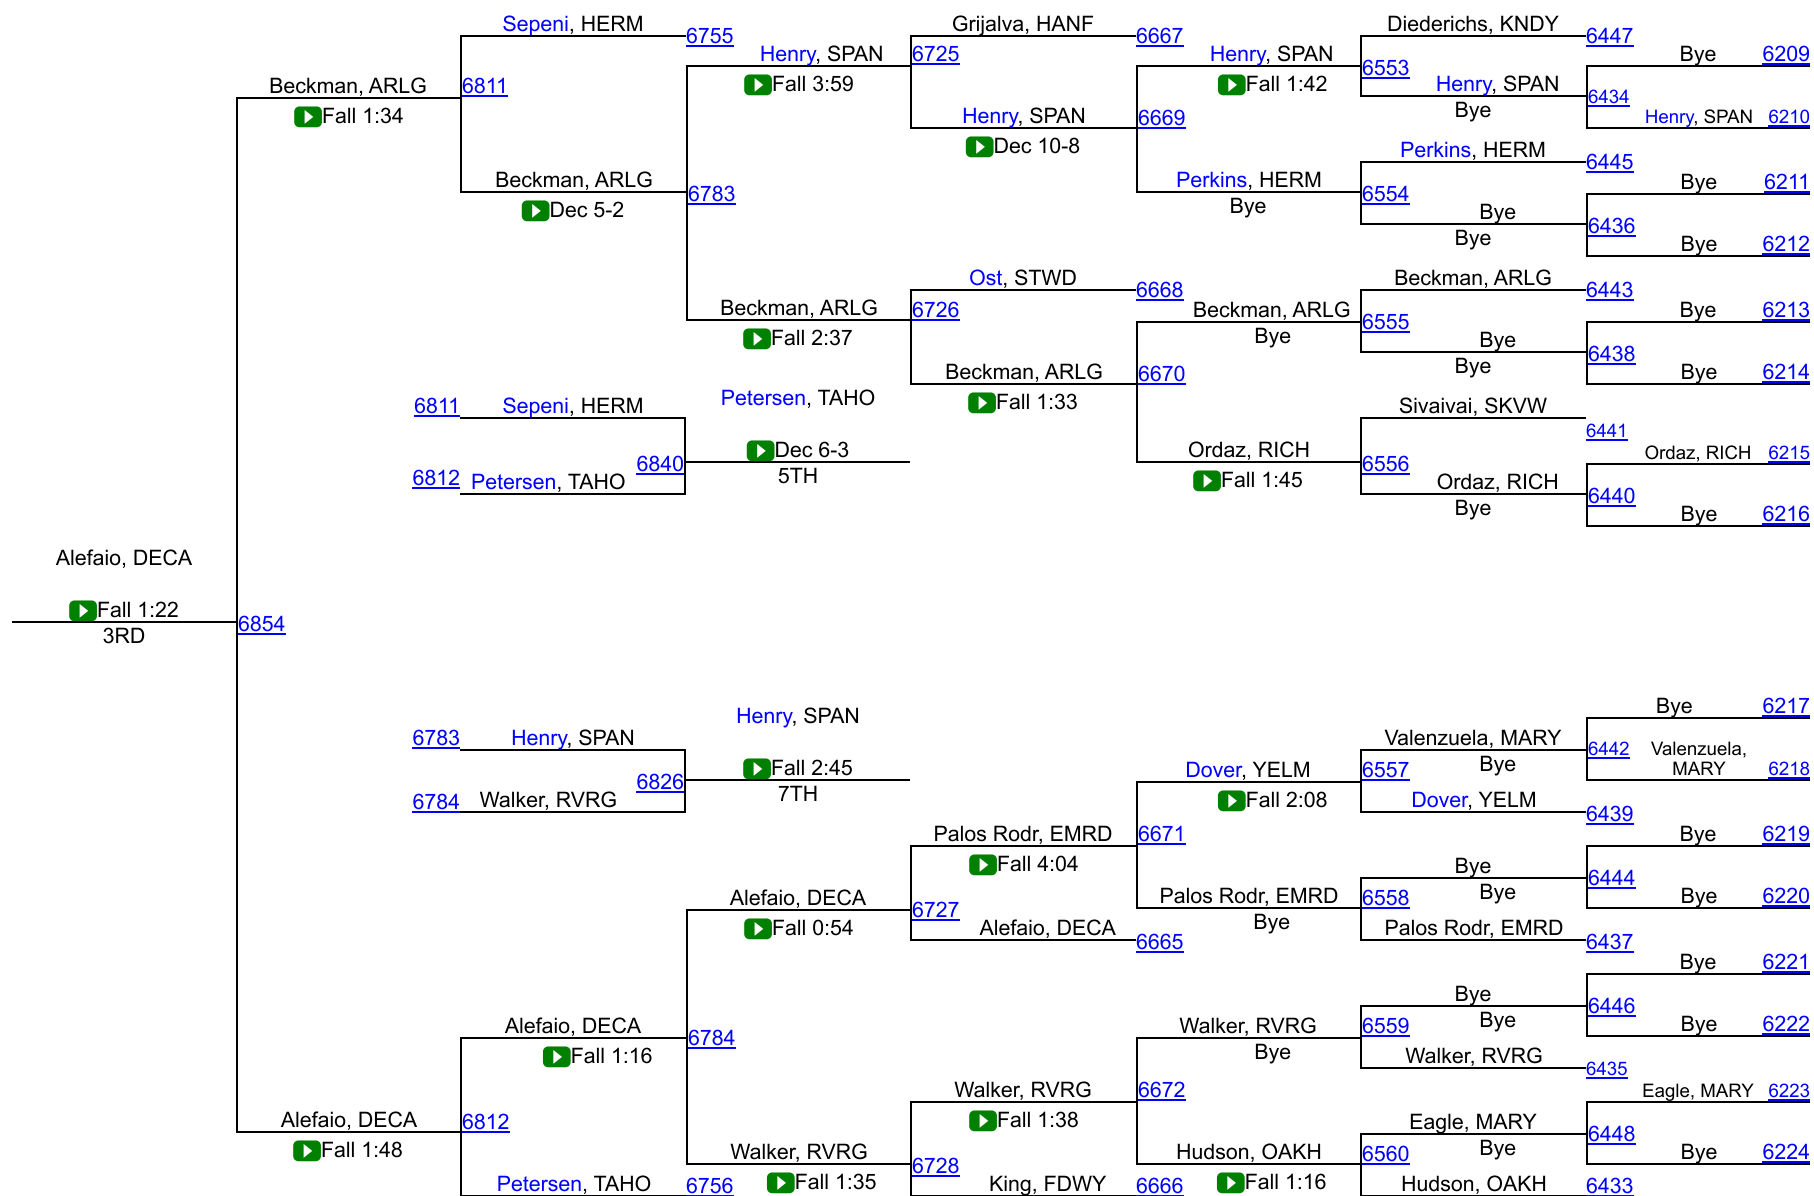 Sepeni, HERM
6755
Grijalva, HANF
6667
Diederichs, KNDY
6447
Henry, SPAN
6725
Henry, SPAN
6553
Bye
6209
Beckman, ARLG
6811
Fall 3:59
Fall 1:42
Henry, SPAN
6434
Fall 1:34
Henry, SPAN
6669
Bye
Henry, SPAN
6210
Dec 10-8
Perkins, HERM
6445
Beckman, ARLG
6783
Perkins, HERM
6554
Bye
6211
Dec 5-2
Bye
Bye
6436
Bye
Bye
6212
Ost, STWD
6668
Beckman, ARLG
6443
Beckman, ARLG
6726
Beckman, ARLG
6555
Bye
6213
Fall 2:37
Bye
Bye
6438
Bye
Beckman, ARLG
6670
Bye
6214
Petersen, TAHO
Fall 1:33
6811
Sepeni, HERM
Sivaivai, SKVW
6441
Dec 6-3
Ordaz, RICH
6556
Ordaz, RICH
6215
6840
5TH
Fall 1:45
6812
Petersen, TAHO
Ordaz, RICH
6440
Bye
Bye
6216
Alefaio, DECA
Fall 1:22
6854
3RD
Henry, SPAN
Bye
6217
6783
Henry, SPAN
Valenzuela, MARY
6442
Valenzuela,
MARY
6218
Bye
Fall 2:45
Dover, YELM
6557
6826
7TH
Fall 2:08
6784
Walker, RVRG
Dover, YELM
6439
Palos Rodr, EMRD
6671
Bye
6219
Fall 4:04
Bye
6444
Bye
Alefaio, DECA
6727
Palos Rodr, EMRD
6558
Bye
6220
Fall 0:54
Bye
Alefaio, DECA
6665
Palos Rodr, EMRD
6437
Bye
6221
Bye
6446
Bye
Alefaio, DECA
6784
Walker, RVRG
6559
Bye
6222
Fall 1:16
Bye
Walker, RVRG
6435
Walker, RVRG
6672
Eagle, MARY
6223
Alefaio, DECA
6812
Fall 1:38
Eagle, MARY
6448
Fall 1:48
Bye
Walker, RVRG
6728
Hudson, OAKH
6560
Bye
6224
Petersen, TAHO
6756
Fall 1:35
King, FDWY
6666
Fall 1:16
Hudson, OAKH
6433